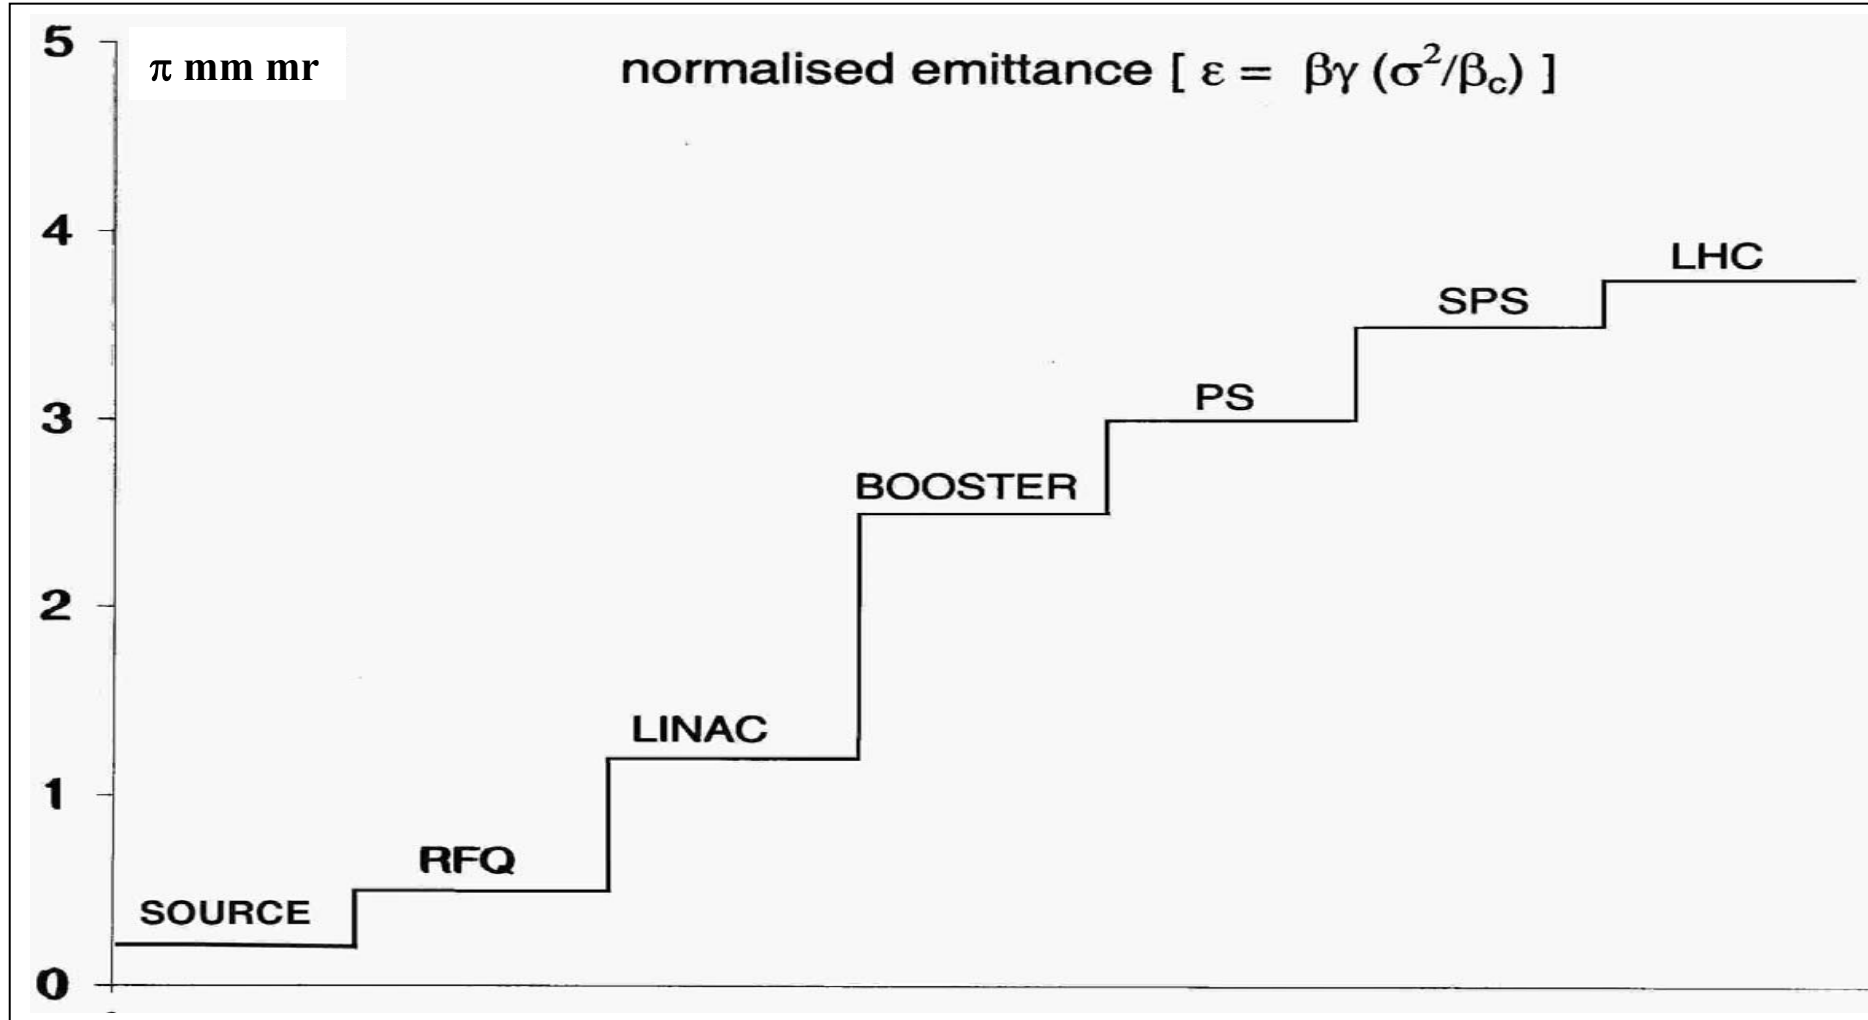 5
π mm mr
normalised emittance [ ε = βγ (σ²/βc) ]
4
LHC
SPS
3
PS
BOOSTER
2
LINAC
1
RFQ
SOURCE
0